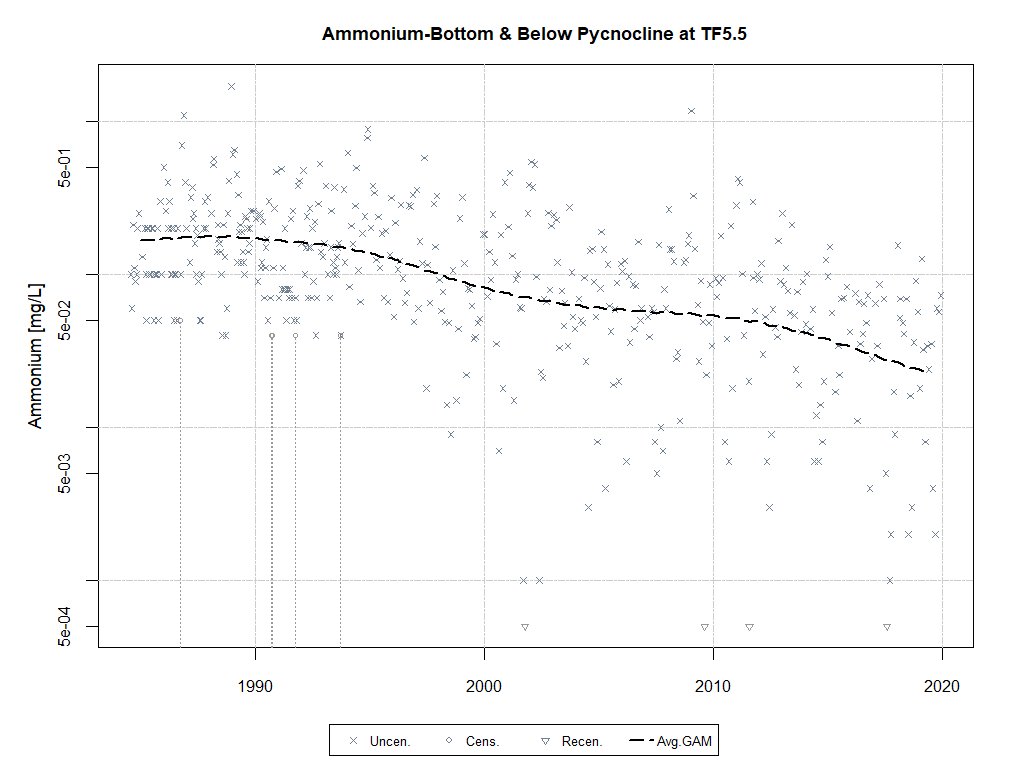 Ammonium-Bottom & Below Pycnocline at TF5.5
Ammonium [mg/L]
5e-01
5e-02
5e-03
5e-04
1990 2000 2010 2020
Uncen. Cens. Recen. Avg.GAM